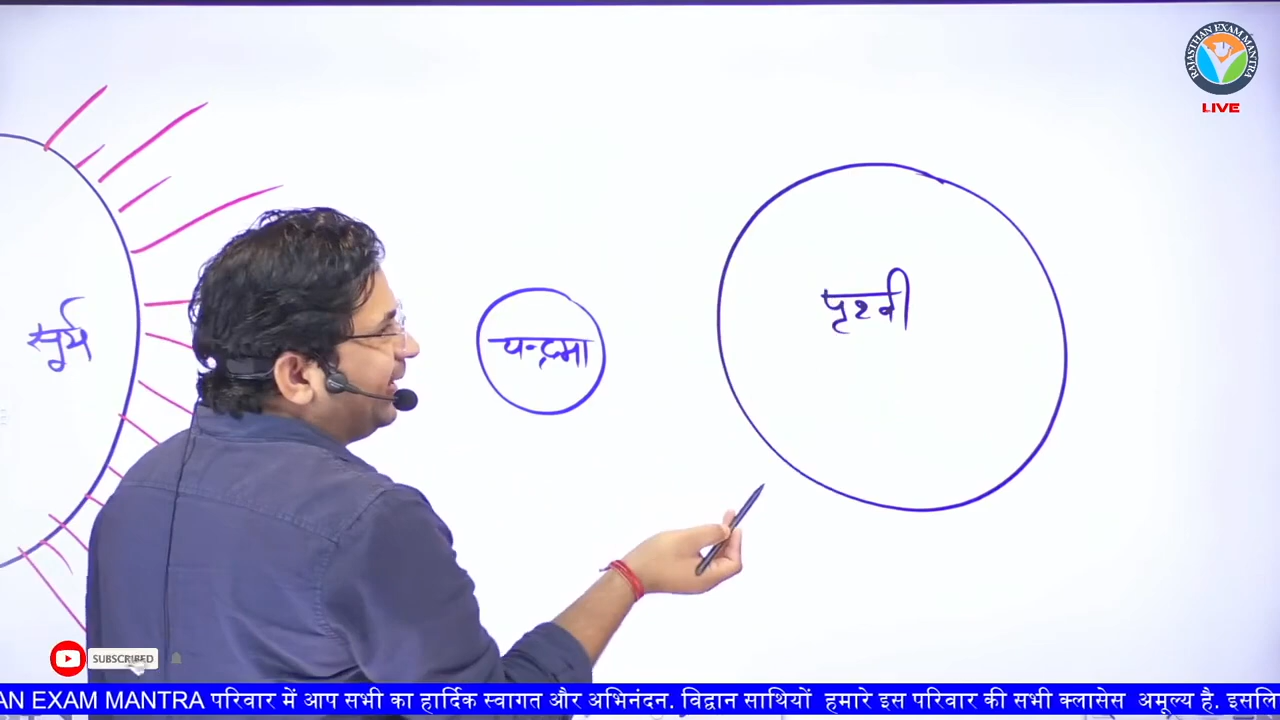 RAJASTHAN EXAM MANTRA
LIVE
सूर्य
चन्द्रमा
पृथ्वी
SUBSCRIBED
AN EXAM MANTRA परिवार में आप सभी का हार्दिक स्वागत और अभिनंदन. विद्वान साथियों हमारे इस परिवार की सभी क्लासेस अमूल्य है. इसलि